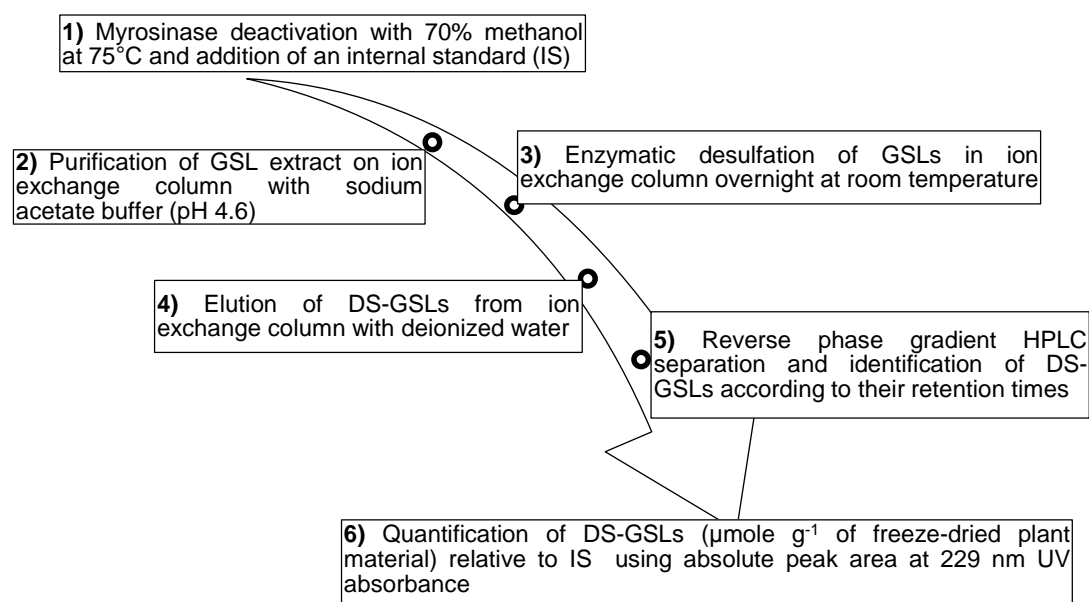 1) Myrosinase deactivation with 70% methanol
at 75°C and addition of an internal standard (IS)
2) Purification of GSL extract on ion
exchange column with sodium
acetate buffer (pH 4.6)
3) Enzymatic desulfation of GSLs in ion
exchange column overnight at room temperature
4) Elution of DS-GSLs from ion
exchange column with deionized water
5) Reverse phase gradient HPLC
separation and identification of DS-
GSLs according to their retention times
6) Quantification of DS-GSLs (µmole g-1 of freeze-dried plant
material) relative to IS using absolute peak area at 229 nm UV
absorbance